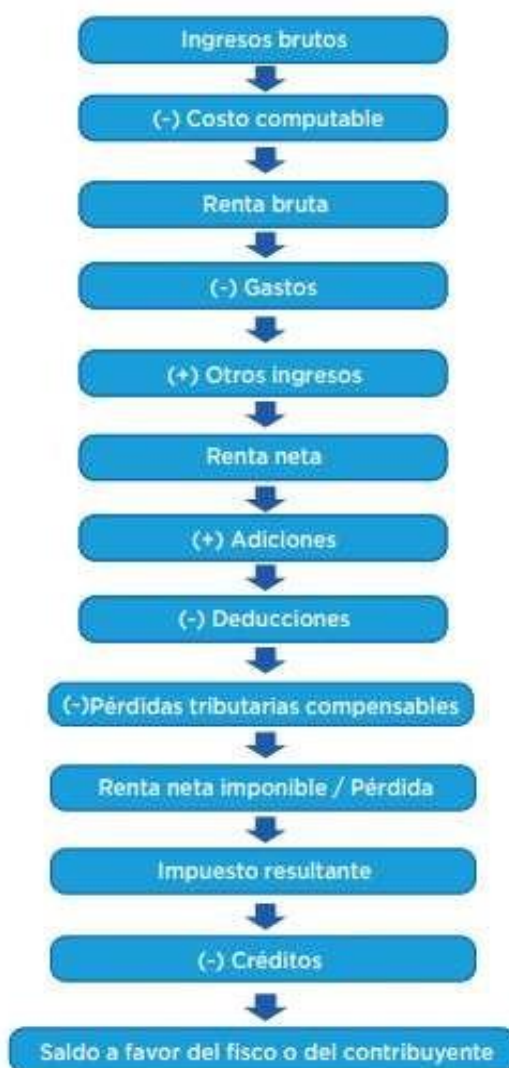 Ingresos brutos
(-) Costo computable
Renta bruta
(-) Gastos
(+) Otros ingresos
Renta neta
(+) Adiciones
(-) Deducciones
(-)Pérdidas tributarias compensables
Renta neta imponible / Pérdida
Impuesto resultante
(-) Créditos
Saldo a favor del fisco o del contribuyente